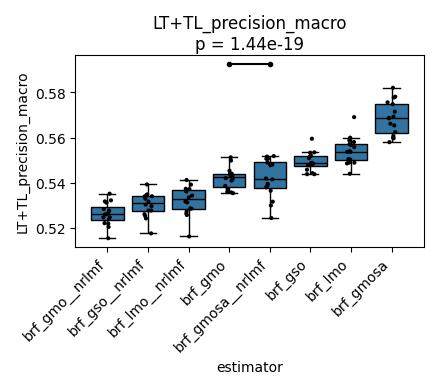 LT+TL_precision_macro
p = 1.44e-19
LT+TL_precision_macro
0.58
0.56
0.54
0.52
brf_gmo__nrlmf
brf_gso__nrlmf
brf_lmo__nrlmf
brf_gmo
brf_gmosa__nrlmf
brf_gso
brf_lmo
brf_gmosa
estimator